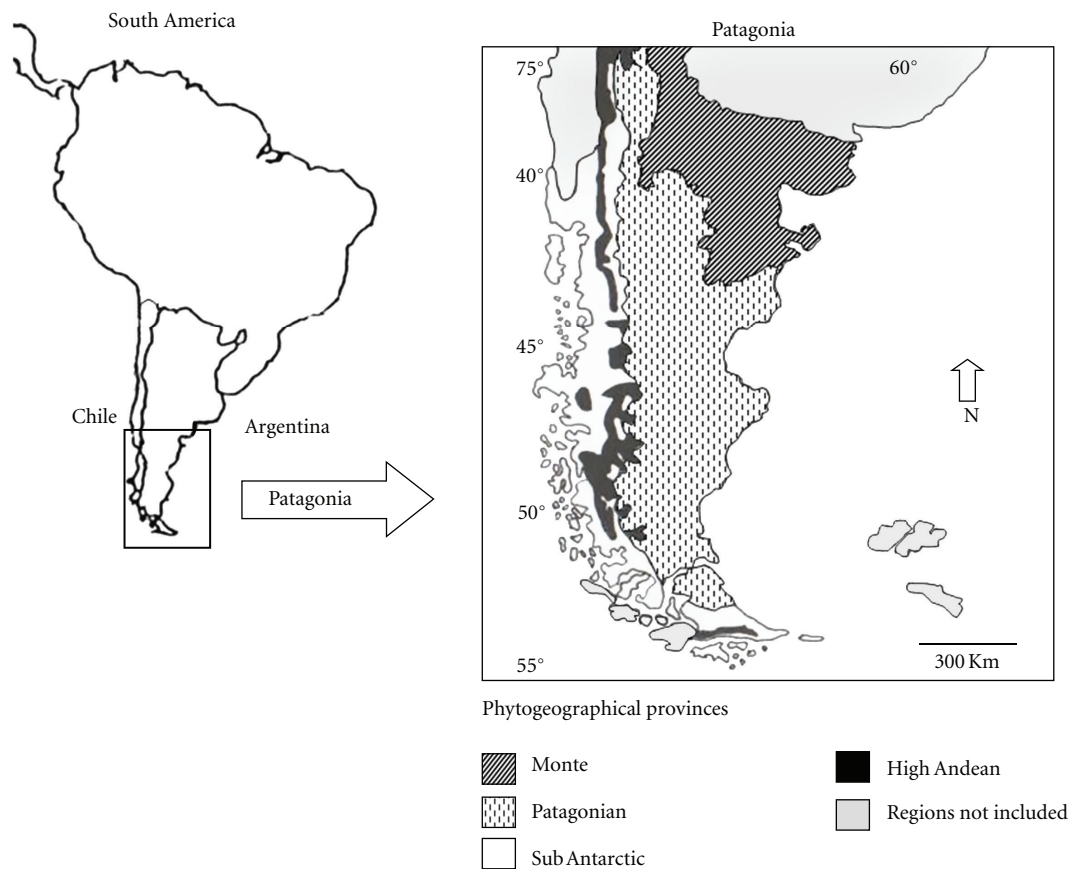 South America
Patagonia
75°
60°
40°
45°
Chile
Argentina
N
Patagonia
50°
55°
300 Km
Phytogeographical provinces
Monte
High Andean
Patagonian
Regions not included
Sub Antarctic